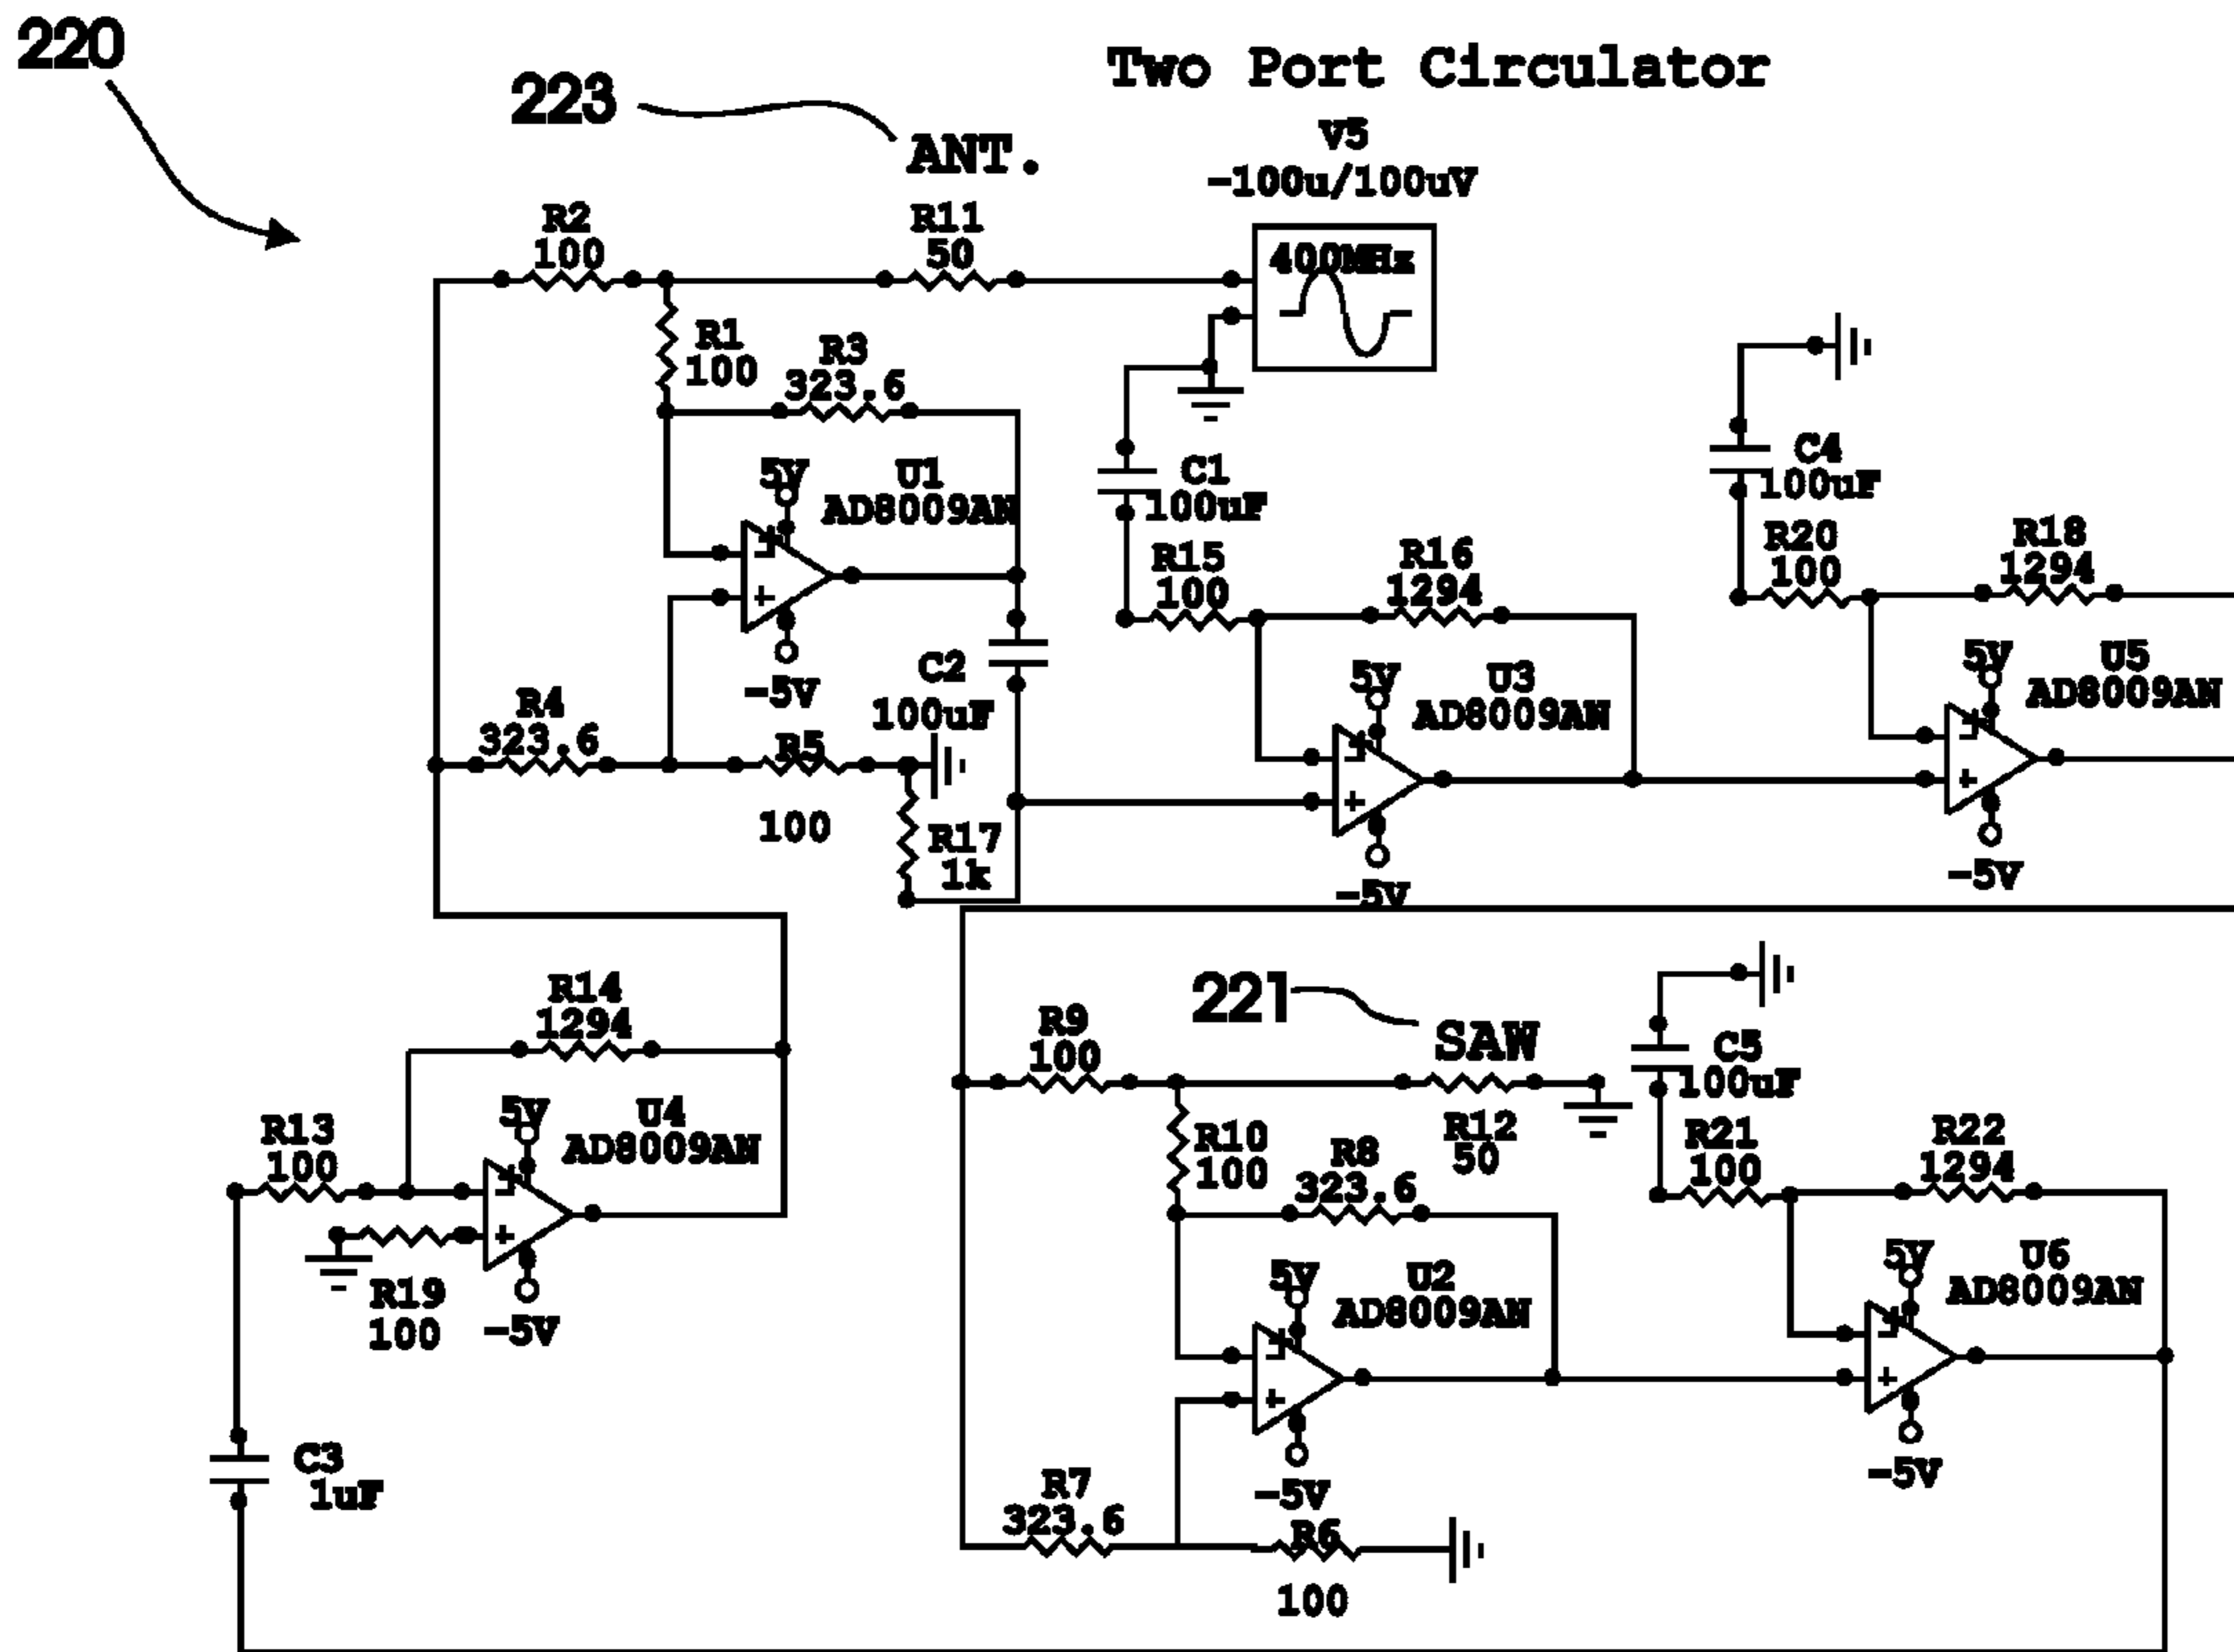 220
223
ANT.
Two Port Circulator
V5
-100u/100uV
400MHz
R2
100
R11
50
R1
100
R3
323.6
5V
U1
AD8009AN
-5V
C1
100uF
C4
100uF
R15
100
R16
1294
R20
100
R18
1294
C2
100uF
5V
U3
AD8009AN
-5V
5V
U5
AD8009AN
-5V
R4
323.6
R5
100
R17
1k
R14
1294
221
SAW
R9
100
C5
100uF
R13
100
5V
U4
AD8009AN
-5V
R19
100
R10
100
R8
323.6
R12
50
R21
100
R22
1294
5V
U2
AD8009AN
-5V
5V
U6
AD8009AN
-5V
C3
1uF
R7
323.6
R6
100